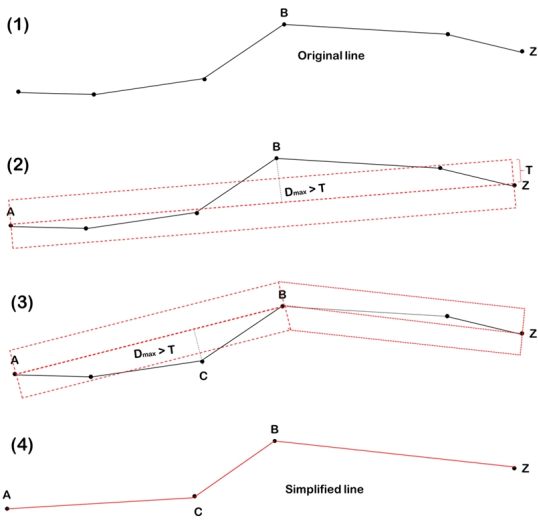 (1)
B
Z
Original line
(2)
B
T
Dmax > T
Z
A
(3)
B
Z
Dmax > T
A
C
(4)
B
Z
Simplified line
A
C